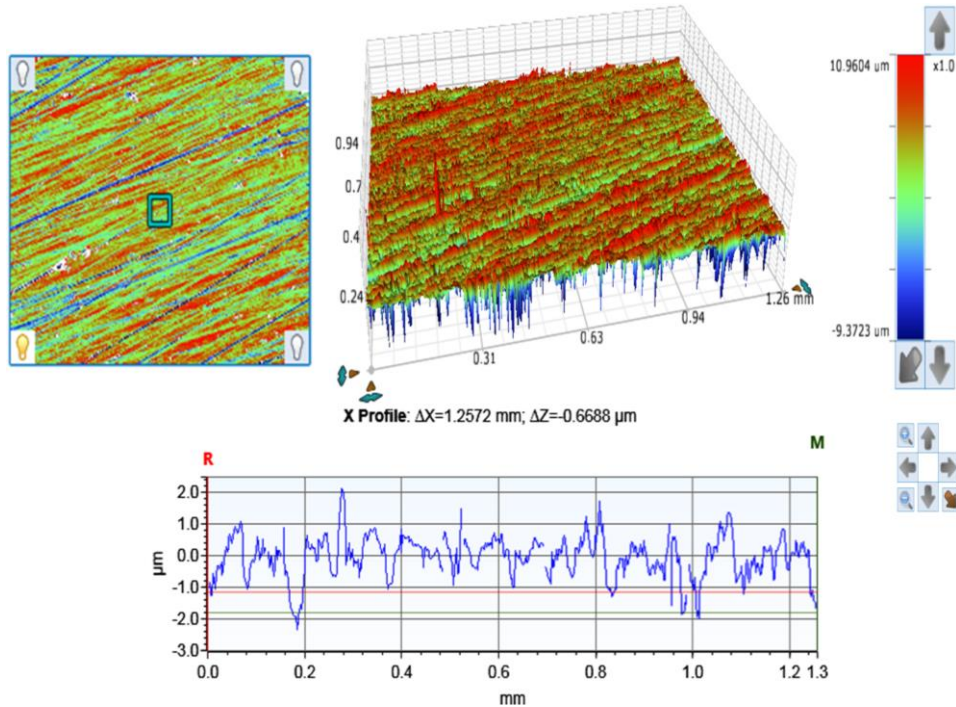 10.9604 um
x1.0
-9.3723 um
0.94
0.7
0.4
0.24
0.31
0.63
0.94
1.26 mm
X Profile: ΔX=1.2572 mm; ΔZ=-0.6688 µm
R
M
2.0
1.0
0.0
-1.0
-2.0
-3.0
µm
0.0 0.2 0.4 0.6 0.8 1.0 1.2 1.3
mm